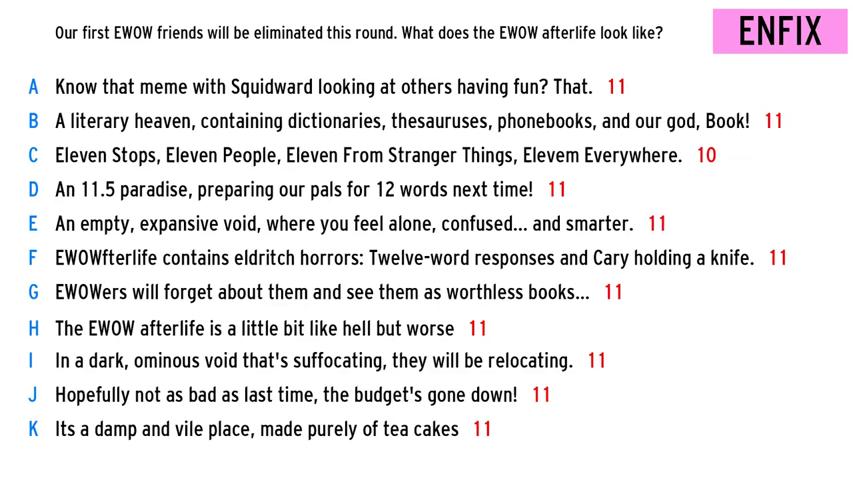 Our first EWOW friends will be eliminated this round. What does the EWOW afterlife look like?
ENFIX
A Know that meme with Squidward looking at others having fun? That. 11
B A literary heaven, containing dictionaries, thesauruses, phonebooks, and our god, Book! 11
C Eleven Stops, Eleven People, Eleven From Stranger Things, Elevem Everywhere. 10
D An 11.5 paradise, preparing our pals for 12 words next time! 11
E An empty, expansive void, where you feel alone, confused... and smarter. 11
F EWOWfterlife contains eldritch horrors: Twelve-word responses and Cary holding a knife. 11
G EWOWers will forget about them and see them as worthless books... 11
H The EWOW afterlife is a little bit like hell but worse 11
I In a dark, ominous void that's suffocating, they will be relocating. 11
J Hopefully not as bad as last time, the budget's gone down! 11
K Its a damp and vile place, made purely of tea cakes 11